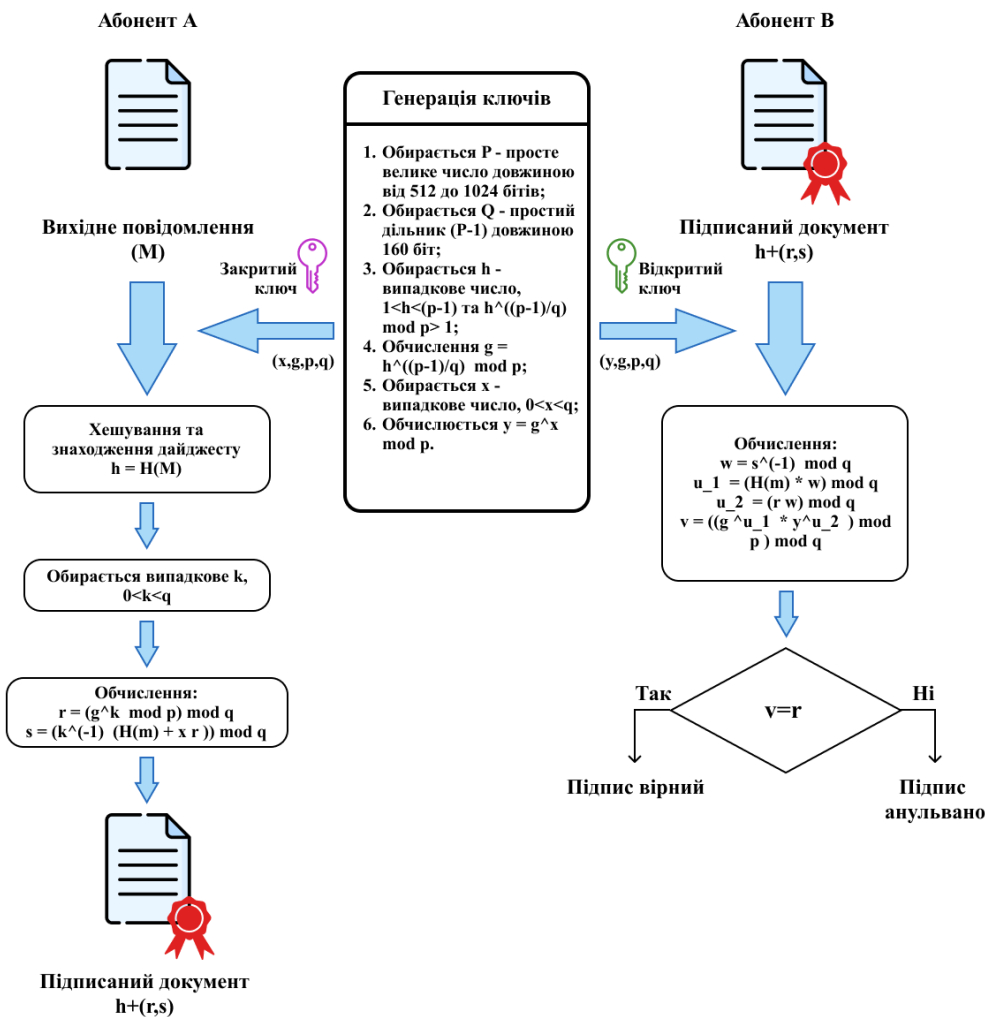 Абонент А
Вихідне повідомлення
(М)
Закритий
ключ
(x,g,p,q)
Хешування та
знаходження дайджесту
h = H(M)
Обирається випадкове k,
0<k<q
Обчислення:
r = (g^k mod p) mod q
s = (k^(-1) (H(m) + x r )) mod q
Підписаний документ
h+(r,s)
Генерація ключів
1. Обирається P - просте
велике число довжиною
від 512 до 1024 бітів;
2. Обирається Q - простий
дільник (P-1) довжиною
160 біт;
3. Обирається h -
випадкове число,
1<h<(p-1) та h^((p-1)/q)
mod p> 1;
4. Обчислення g =
h^((p-1)/q) mod p;
5. Обирається x -
випадкове число, 0<x<q;
6. Обчислюється y = g^x
mod p.
Абонент В
Підписаний документ
h+(r,s)
Відкритий
ключ
(y,g,p,q)
Обчислення:
w = s^(-1) mod q
u_1 = (H(m) * w) mod q
u_2 = (r w) mod q
v = ((g ^u_1 * y^u_2 ) mod
p ) mod q
v=r
Так
Ні
Підпис вірний
Підпис
анульвано